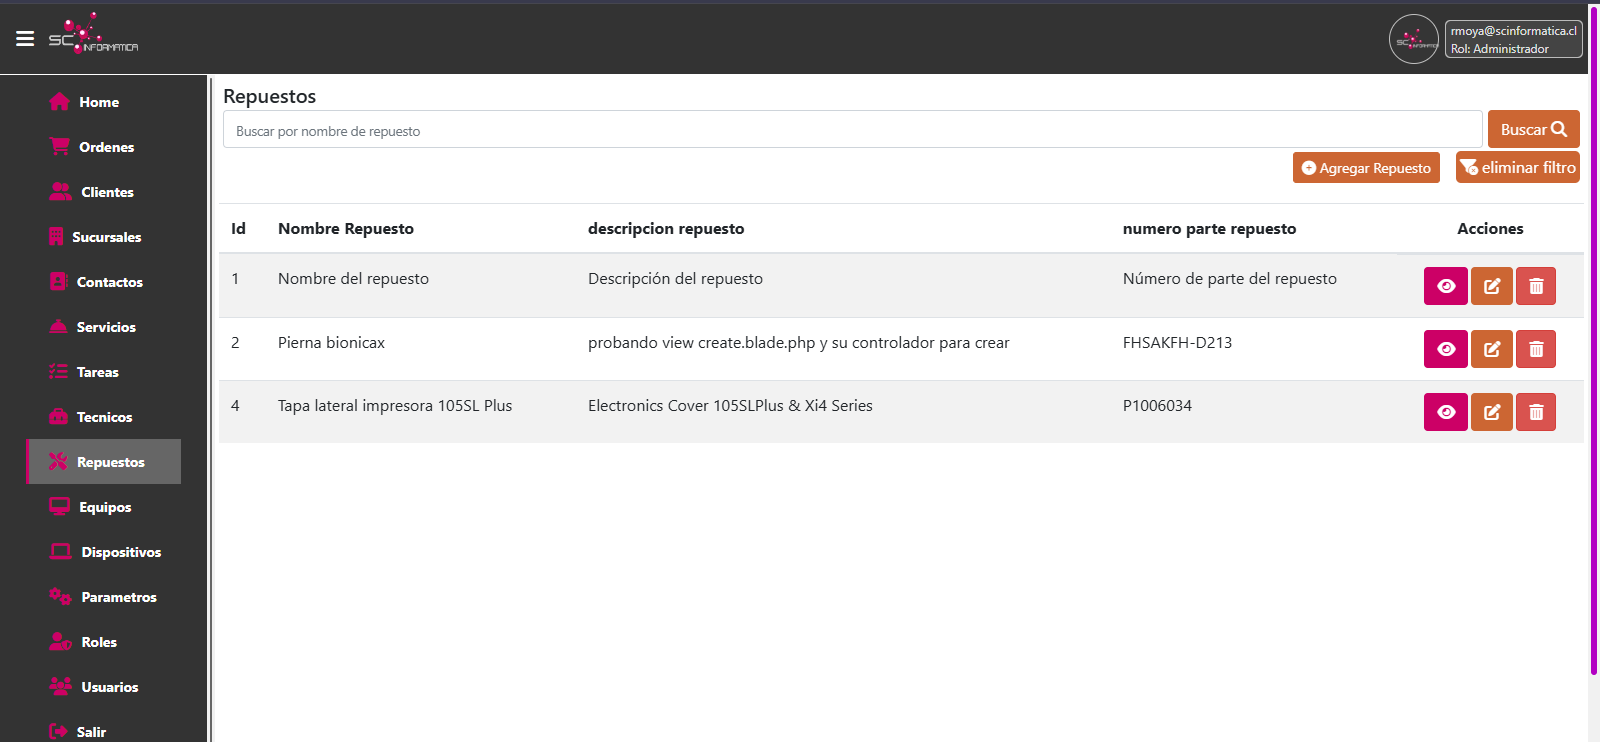 SC INFORMATICA
rmoya@scinformatica.cl
Rol: Administrador
Home
Ordenes
Clientes
Sucursales
Contactos
Servicios
Tareas
Tecnicos
Repuestos
Equipos
Dispositivos
Parametros
Roles
Usuarios
Salir
Repuestos
Buscar por nombre de repuesto
Buscar
Agregar Repuesto
eliminar filtro
Id Nombre Repuesto descripcion repuesto numero parte repuesto Acciones
1 Nombre del repuesto Descripción del repuesto Número de parte del repuesto
2 Pierna bionicax probando view create.blade.php y su controlador para crear FHSAKFH-D213
4 Tapa lateral impresora 105SL Plus Electronics Cover 105SLPlus & Xi4 Series P1006034